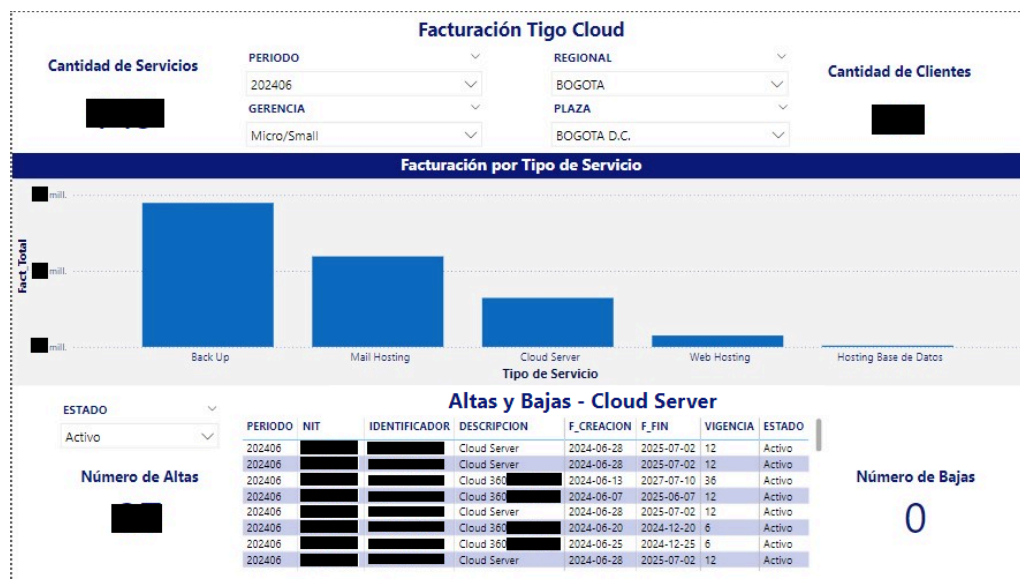 Facturación Tigo Cloud
Cantidad de Servicios
PERIODO
202406
GERENCIA
Micro/Small
REGIONAL
BOGOTA
PLAZA
BOGOTA D.C.
Cantidad de Clientes
Facturación por Tipo de Servicio
mill.
mill.
mill.
Fact_Total
Back Up Mail Hosting Cloud Server Web Hosting Hosting Base de Datos
Tipo de Servicio
ESTADO
Activo
Número de Altas
Altas y Bajas - Cloud Server
PERIODO NIT IDENTIFICADOR DESCRIPCION F_CREACION F_FIN VIGENCIA ESTADO
202406 Cloud Server 2024-06-28 2025-07-02 12 Activo
202406 Cloud Server 2024-06-28 2025-07-02 12 Activo
202406 Cloud 360 2024-06-13 2027-07-10 36 Activo
202406 Cloud 360 2024-06-07 2025-06-07 12 Activo
202406 Cloud Server 2024-06-28 2025-07-02 12 Activo
202406 Cloud 360 2024-06-20 2024-12-20 6 Activo
202406 Cloud 360 2024-06-25 2024-12-25 6 Activo
202406 Cloud Server 2024-06-28 2025-07-02 12 Activo
Número de Bajas
0